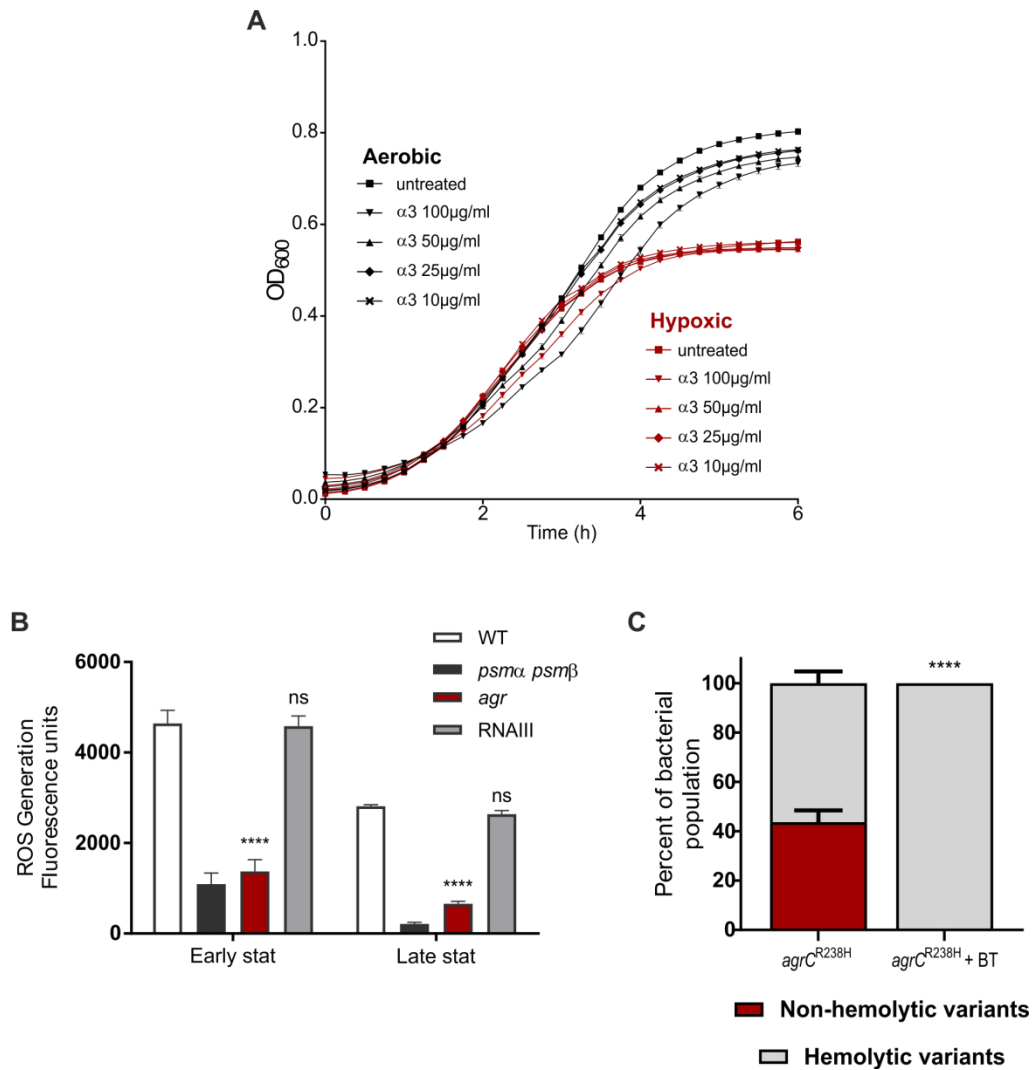 A
1.0
0.8
0.6
0.4
0.2
0.0
OD600
0
2
4
6
Time (h)
Aerobic
untreated
α3 100µg/ml
α3 50µg/ml
α3 25µg/ml
α3 10µg/ml
Hypoxic
untreated
α3 100µg/ml
α3 50µg/ml
α3 25µg/ml
α3 10µg/ml
B
6000
4000
2000
0
ROS Generation
Fluorescence units
WT
psmα psmβ
agr
RNAIII
ns
****
ns
****
Early stat
Late stat
C
100
80
60
40
20
0
Percent of bacterial
population
****
agrCR238H
agrCR238H + BT
Non-hemolytic variants
Hemolytic variants